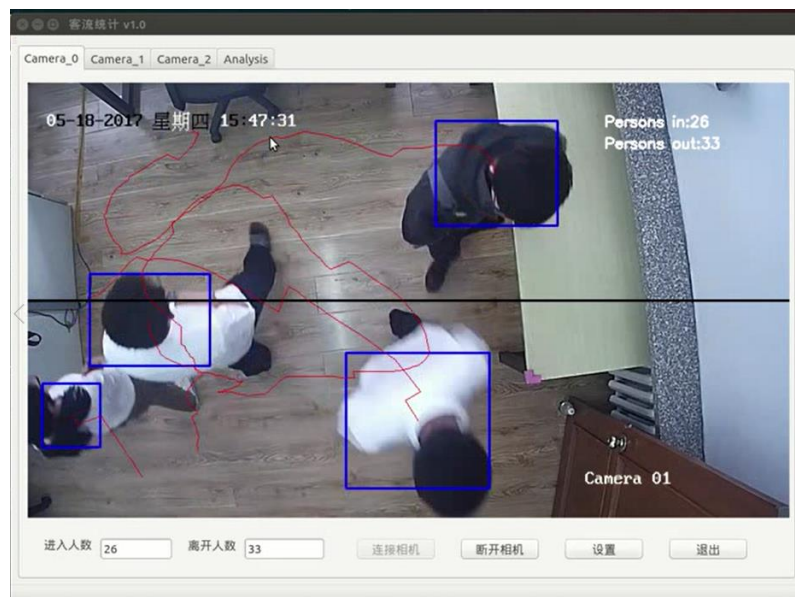 客流统计 v1.0
Camera_0 Camera_1 Camera_2 Analysis
05-18-2017 星期四 15:47:31
Persons in:26
Persons out:33
Camera 01
进入人数 26 离开人数 33 连接相机 断开相机 设置 退出